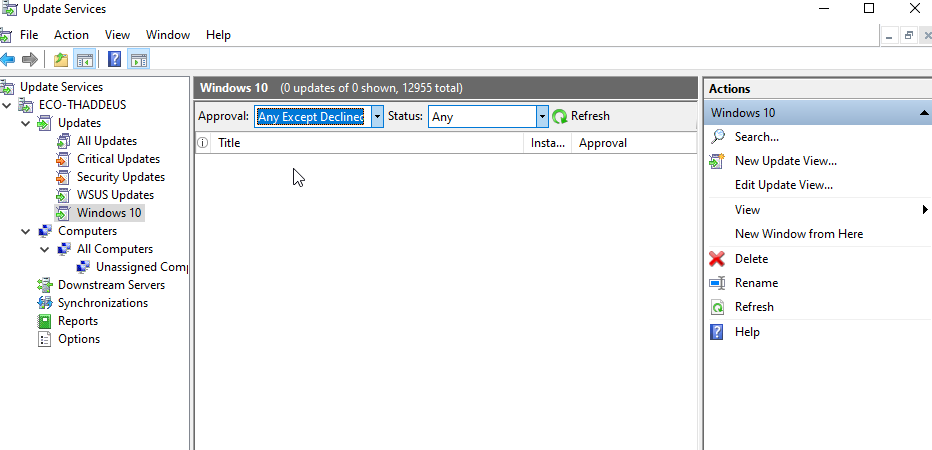 Update Services
File Action View Window Help
Update Services
ECO-THADDEUS
Updates
All Updates
Critical Updates
Security Updates
WSUS Updates
Windows 10
Computers
All Computers
Unassigned Comp
Downstream Servers
Synchronizations
Reports
Options
Windows 10 (0 updates of 0 shown, 12955 total)
Approval: Any Except Declined Status: Any Refresh
Title Insta... Approval
Actions
Windows 10
Search...
New Update View...
Edit Update View...
View
New Window from Here
Delete
Rename
Refresh
Help